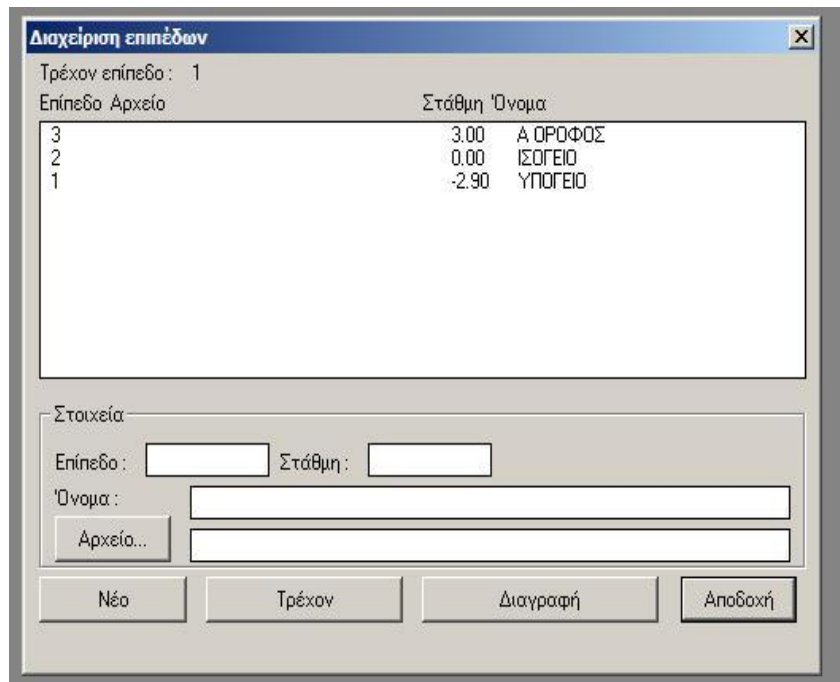 Διαχείριση επιπέδων
Τρέχον επίπεδο : 1
Επίπεδο Αρχείο Στάθμη Όνομα
3 3.00 Α ΟΡΟΦΟΣ
2 0.00 ΙΣΟΓΕΙΟ
1 -2.90 ΥΠΟΓΕΙΟ
Στοιχεία
Επίπεδο : Στάθμη :
Όνομα :
Αρχείο...
Νέο Τρέχον Διαγραφή Αποδοχή